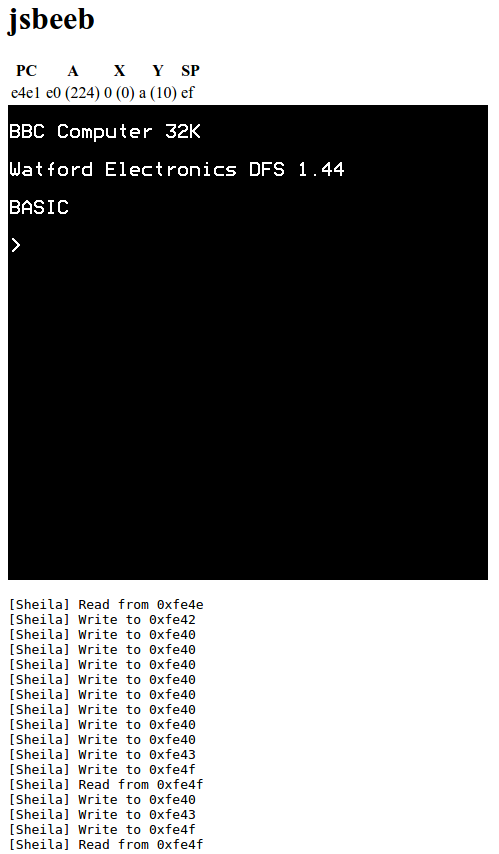 jsbeeb
PC A X Y SP
e4e1 e0 (224) 0 (0) a (10) ef
BBC Computer 32K
Watford Electronics DFS 1.44
BASIC
>
[Sheila] Read from 0xfe4e
[Sheila] Write to 0xfe42
[Sheila] Write to 0xfe40
[Sheila] Write to 0xfe40
[Sheila] Write to 0xfe40
[Sheila] Write to 0xfe40
[Sheila] Write to 0xfe40
[Sheila] Write to 0xfe40
[Sheila] Write to 0xfe40
[Sheila] Write to 0xfe40
[Sheila] Write to 0xfe43
[Sheila] Write to 0xfe4f
[Sheila] Read from 0xfe4f
[Sheila] Write to 0xfe40
[Sheila] Write to 0xfe43
[Sheila] Write to 0xfe4f
[Sheila] Read from 0xfe4f